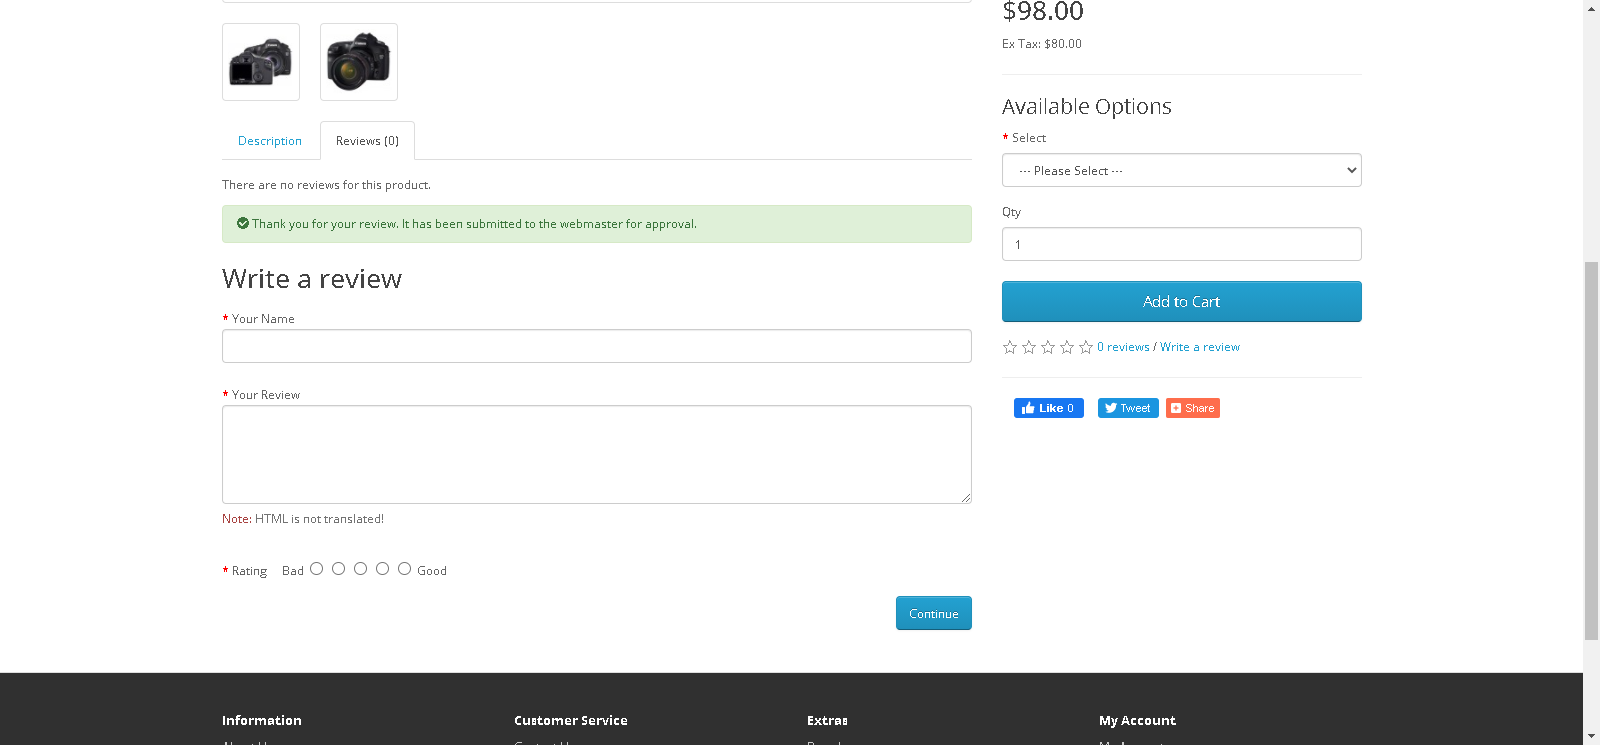 $98.00
Ex Tax: $80.00
Available Options
* Select
--- Please Select ---
Qty
1
Add to Cart
0 reviews / Write a review
Like 0
Tweet
Share
Description
Reviews (0)
There are no reviews for this product.
Thank you for your review. It has been submitted to the webmaster for approval.
Write a review
* Your Name
* Your Review
Note: HTML is not translated!
* Rating Bad Good
Continue
Information
Customer Service
Extras
My Account